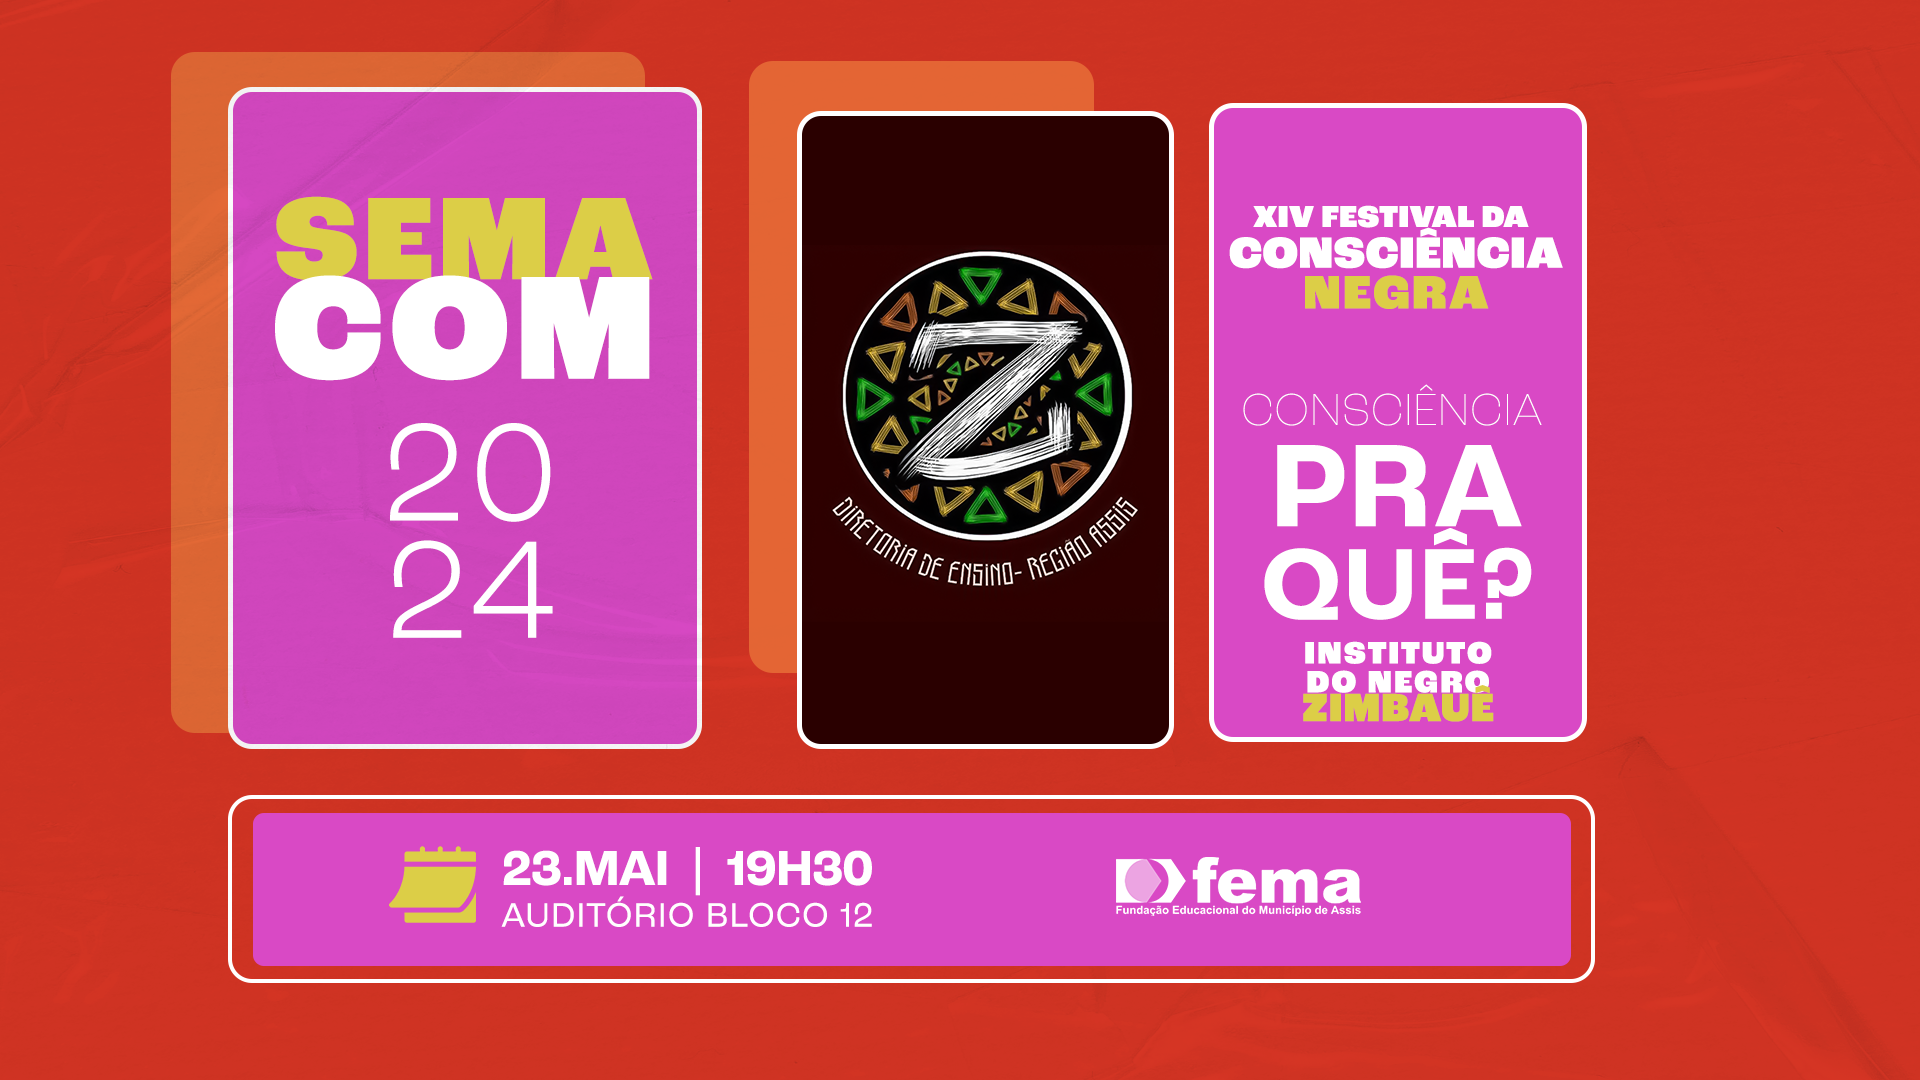 SEMA
COM
20
24
Z
DIRETORIA DE ENSINO- REGIÃO ASSIS
XIV FESTIVAL DA
CONSCIÊNCIA
NEGRA
CONSCIÊNCIA
PRA
QUÊ?
INSTITUTO
DO NEGRO
ZIMBAUÊ
23.MAI | 19H30
AUDITÓRIO BLOCO 12
fema
Fundação Educacional do Município de Assis